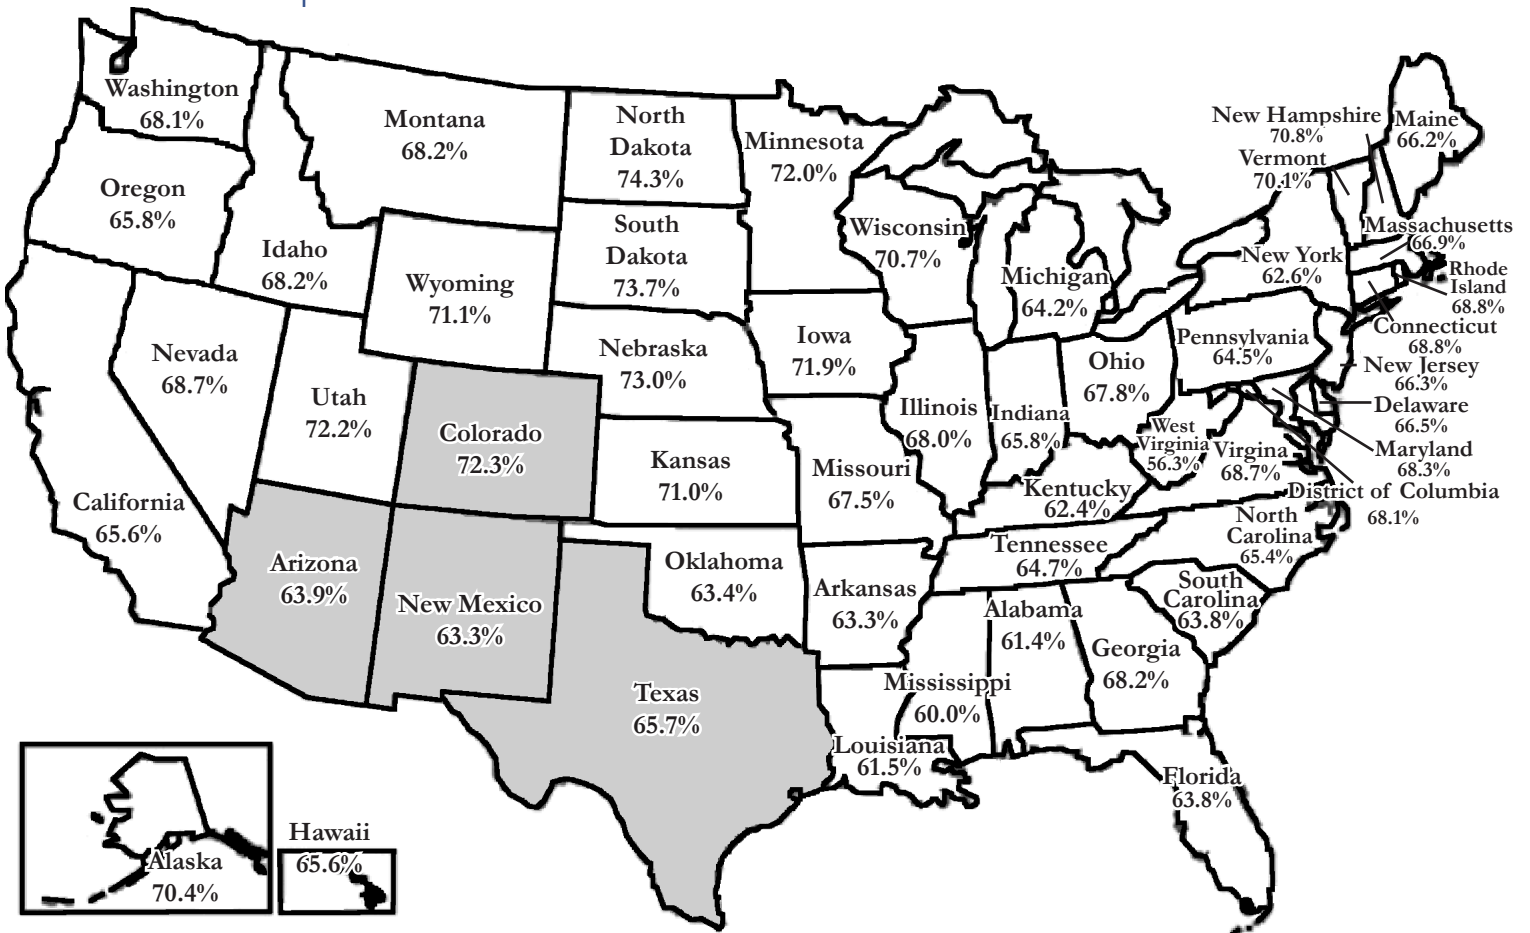 Washington
68.1%
Oregon
65.8%
Idaho
68.2%
Montana
68.2%
North
Dakota
74.3%
Minnesota
72.0%
South
Dakota
73.7%
Wyoming
71.1%
Wisconsin
70.7%
Michigan
64.2%
New Hampshire
70.8%
Maine
66.2%
Vermont
70.1%
Massachusetts
66.9%
New York
62.6%
Rhode
Island
68.8%
Connecticut
68.8%
Pennsylvania
64.5%
New Jersey
66.3%
Delaware
66.5%
Maryland
68.3%
District of Columbia
68.1%
Nevada
68.7%
Utah
72.2%
Colorado
72.3%
Nebraska
73.0%
Iowa
71.9%
Kansas
71.0%
Missouri
67.5%
Illinois
68.0%
Indiana
65.8%
Ohio
67.8%
West
Virginia
56.3%
Virgina
68.7%
Kentucky
62.4%
California
65.6%
Arizona
63.9%
New Mexico
63.3%
Oklahoma
63.4%
Arkansas
63.3%
Tennessee
64.7%
North
Carolina
65.4%
South
Carolina
63.8%
Texas
65.7%
Louisiana
61.5%
Mississippi
60.0%
Alabama
61.4%
Georgia
68.2%
Florida
63.8%
Alaska
70.4%
Hawaii
65.6%